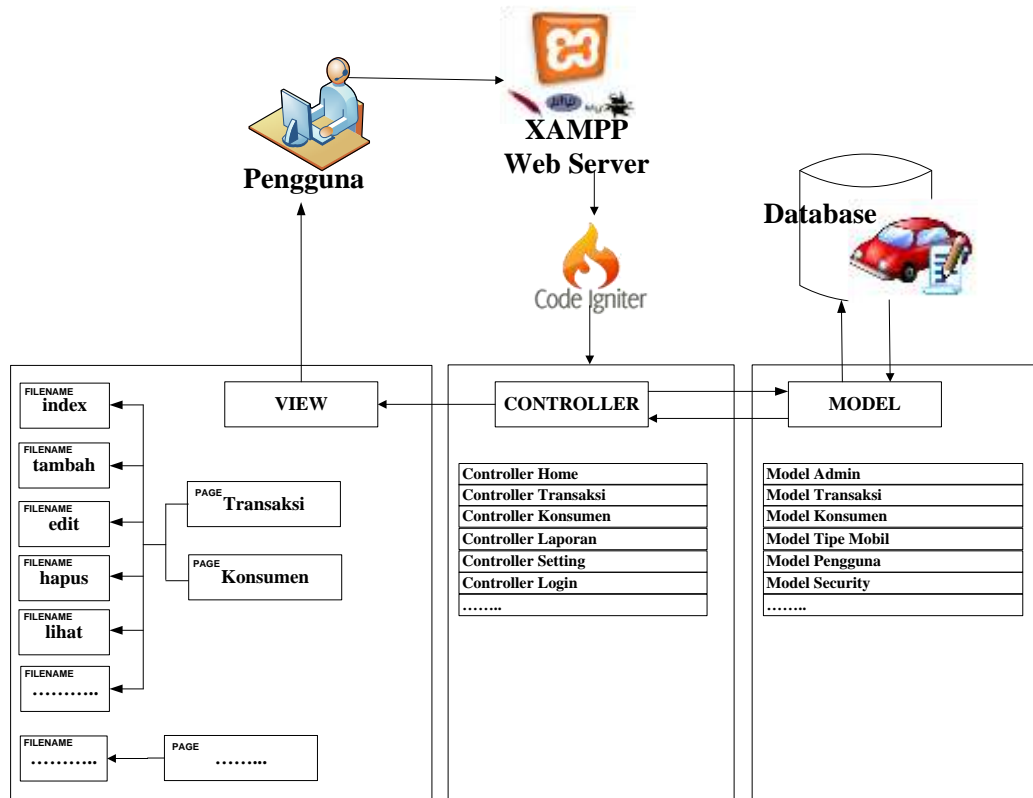 XAMPP
Web Server
Pengguna
Database
Code Igniter
VIEW
CONTROLLER
MODEL
FILENAME
index
FILENAME
tambah
FILENAME
edit
FILENAME
hapus
FILENAME
lihat
FILENAME
………..
FILENAME
………..
PAGE
Transaksi
PAGE
Konsumen
PAGE
……...
Controller Home
Controller Transaksi
Controller Konsumen
Controller Laporan
Controller Setting
Controller Login
……..
Model Admin
Model Transaksi
Model Konsumen
Model Tipe Mobil
Model Pengguna
Model Security
……..